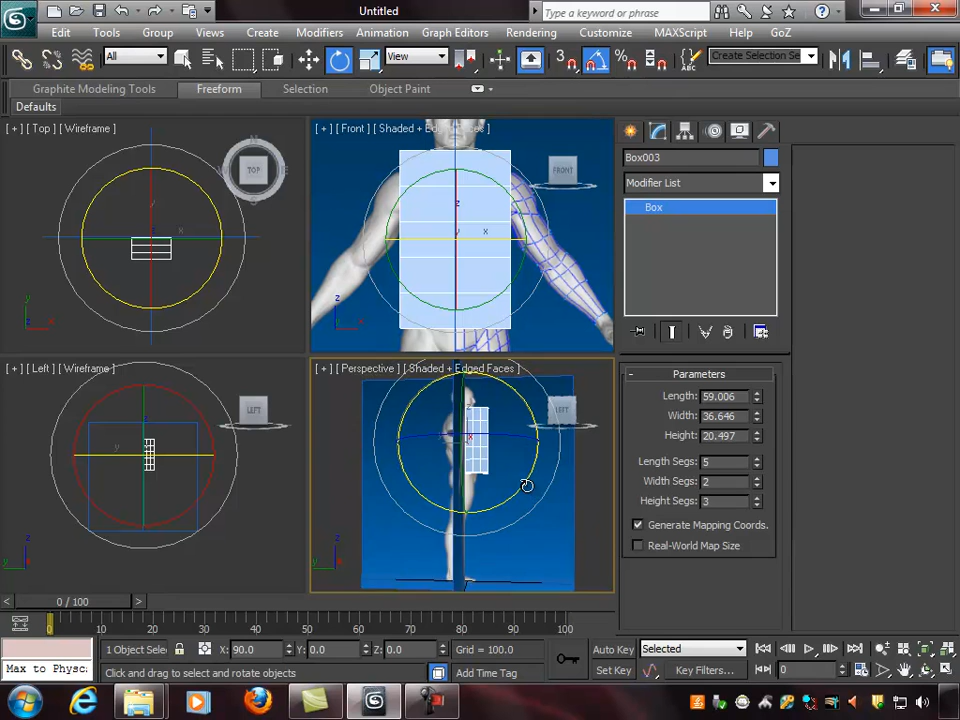 Untitled
Type a keyword or phrase
Edit Tools Group Views Create Modifiers Animation Graph Editors Rendering Customize MAXScript Help GoZ
All View 3 Create Selection Se
Graphite Modeling Tools Freeform Selection Object Paint
Defaults
[ + ] [ Top ] [ Wireframe ]
TOP
[ + ] [ Front ] [ Shaded + Edged Faces ]
FRONT
Box003
Modifier List
Box
[ + ] [ Left ] [ Wireframe ]
LEFT
[ + ] [ Perspective ] [ Shaded + Edged Faces ]
LEFT
- Parameters
Length: 59.006
Width: 36.646
Height: 20.497
Length Segs: 5
Width Segs: 2
Height Segs: 3
Generate Mapping Coords.
Real-World Map Size
< 0 / 100 >
0 10 20 30 40 50 60 70 80 90 100
1 Object Selec X: 90.0 Y: 0.0 Z: 0.0 Grid = 100.0
Auto Key Selected
Max to Physc
Click and drag to select and rotate objects
Add Time Tag
Set Key Key Filters... 0